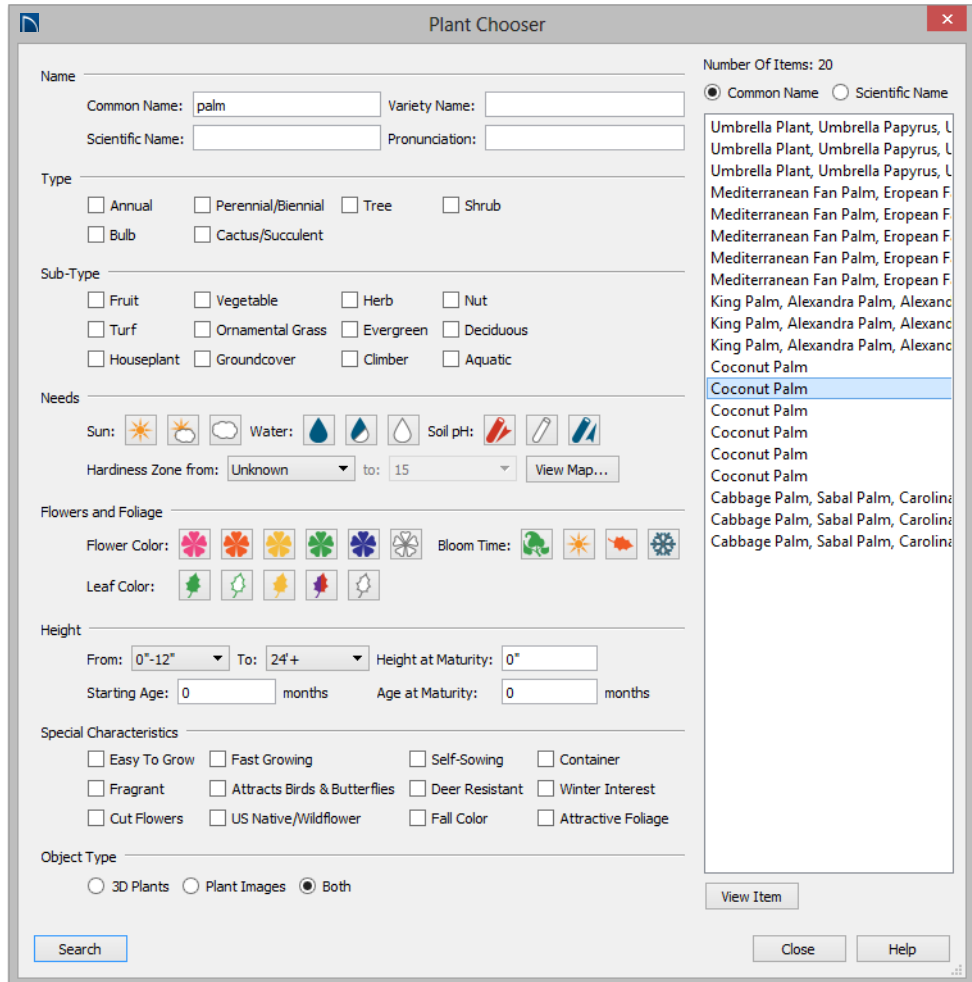 Plant Chooser
Name
Common Name: palm Variety Name:
Scientific Name: Pronunciation:
Type
Annual Perennial/Biennial Tree Shrub
Bulb Cactus/Succulent
Sub-Type
Fruit Vegetable Herb Nut
Turf Ornamental Grass Evergreen Deciduous
Houseplant Groundcover Climber Aquatic
Needs
Sun: Water: Soil pH:
Hardiness Zone from: Unknown to: 15 View Map...
Flowers and Foliage
Flower Color: Bloom Time:
Leaf Color:
Height
From: 0"-12" To: 24'+ Height at Maturity: 0"
Starting Age: 0 months Age at Maturity: 0 months
Special Characteristics
Easy To Grow Fast Growing Self-Sowing Container
Fragrant Attracts Birds & Butterflies Deer Resistant Winter Interest
Cut Flowers US Native/Wildflower Fall Color Attractive Foliage
Object Type
3D Plants Plant Images Both
Search
Number Of Items: 20
Common Name Scientific Name
Umbrella Plant, Umbrella Papyrus, U
Umbrella Plant, Umbrella Papyrus, U
Umbrella Plant, Umbrella Papyrus, U
Mediterranean Fan Palm, Eropean F
Mediterranean Fan Palm, Eropean F
Mediterranean Fan Palm, Eropean F
Mediterranean Fan Palm, Eropean F
Mediterranean Fan Palm, Eropean F
King Palm, Alexandra Palm, Alexanc
King Palm, Alexandra Palm, Alexanc
King Palm, Alexandra Palm, Alexanc
Coconut Palm
Coconut Palm
Coconut Palm
Coconut Palm
Coconut Palm
Coconut Palm
Cabbage Palm, Sabal Palm, Carolina
Cabbage Palm, Sabal Palm, Carolina
Cabbage Palm, Sabal Palm, Carolina
View Item
Close Help